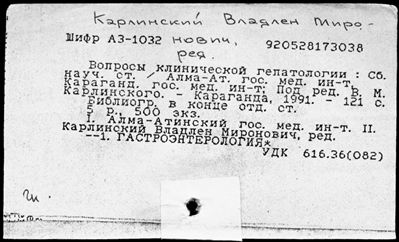 Карлинский Владлен Миро-
Шифр АЗ-1032 нович, 920528173038
ред.
Вопросы клинической гепатологии : Сб.
науч. ст. / Алма-Ат. гос. мед. ин-т,
Караганд. гос. мед. ин-т; Под ред. В. М.
Карлинского. - Караганда, 1991. - 121 с.
Библиогр. в конце отд. ст.
5 р., 500 экз.
I. Алма-Атинский гос. мед. ин-т. II.
Карлинский Владлен Миронович, ред.
--1. ГАСТРОЭНТЕРОЛОГИЯ*
УДК 616.36(082)